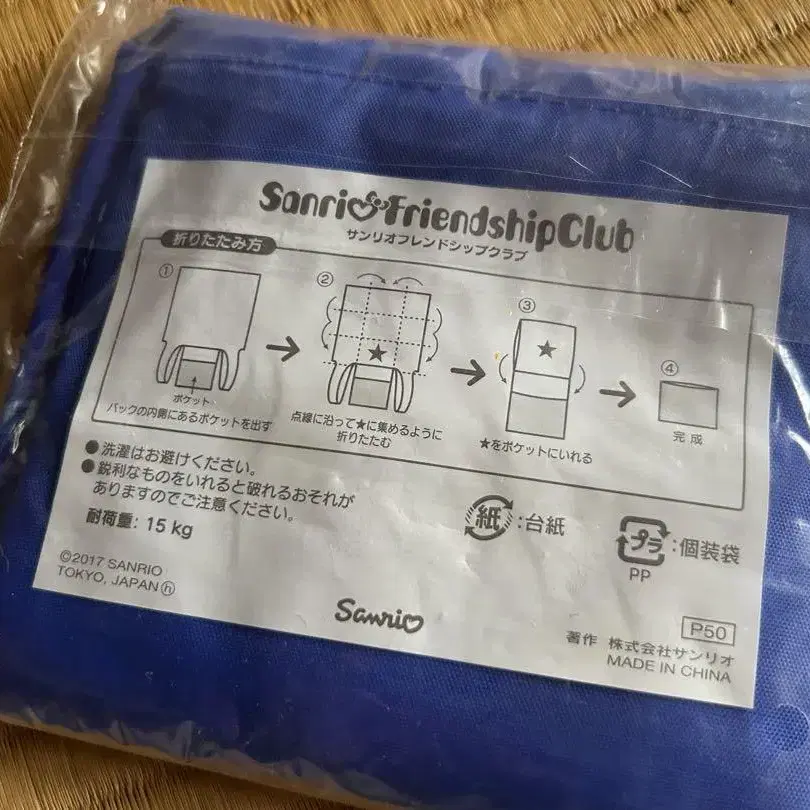 Sanrio Friendship Club
サンリオフレンドシップクラブ
折りたたみ方
①
ポケット
バックの内側にあるポケットを出す
②
★
点線に沿って★に集めるように
折りたたむ
③
★
★をポケットにいれる
④
完成
●洗濯はお避けください。
●鋭利なものをいれると破れるおそれが
ありますのでご注意ください。
耐荷重: 15 kg
紙:台紙
プラ:個装袋
PP
©2017 SANRIO
TOKYO, JAPAN ⓗ
Sanrio
P50
著作 株式会社サンリオ
MADE IN CHINA